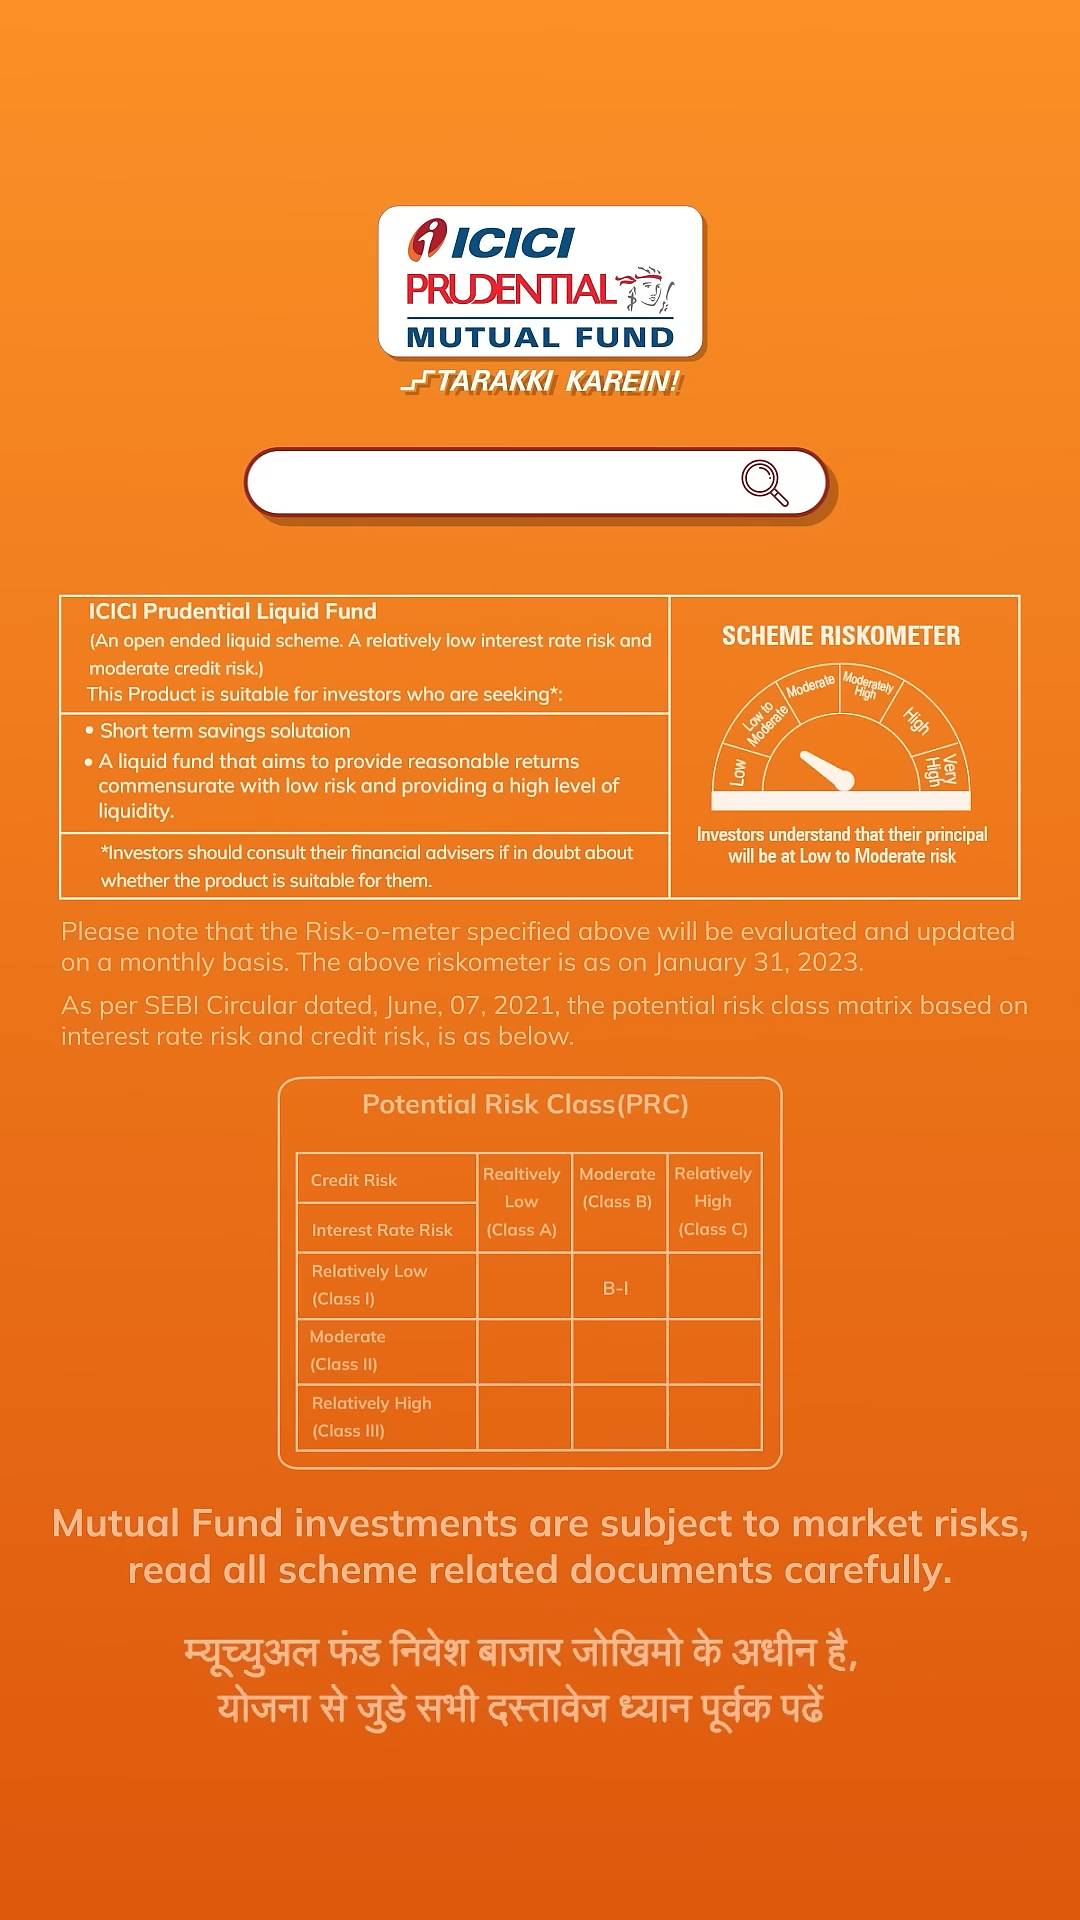 ICICI
PRUDENTIAL
MUTUAL FUND
TARAKKI KAREIN!
ICICI Prudential Liquid Fund
(An open ended liquid scheme. A relatively low interest rate risk and
moderate credit risk.)
This Product is suitable for investors who are seeking*:
• Short term savings solutaion
• A liquid fund that aims to provide reasonable returns
commensurate with low risk and providing a high level of
liquidity.
*Investors should consult their financial advisers if in doubt about
whether the product is suitable for them.
SCHEME RISKOMETER
Low
Low to
Moderate
Moderate
Moderately
High
High
Very
High
Investors understand that their principal
will be at Low to Moderate risk
Please note that the Risk-o-meter specified above will be evaluated and updated
on a monthly basis. The above riskometer is as on January 31, 2023.
As per SEBI Circular dated, June, 07, 2021, the potential risk class matrix based on
interest rate risk and credit risk, is as below.
Potential Risk Class(PRC)
Credit Risk
Interest Rate Risk
Realtively
Low
(Class A)
Moderate
(Class B)
Relatively
High
(Class C)
Relatively Low
(Class I)
B-I
Moderate
(Class II)
Relatively High
(Class III)
Mutual Fund investments are subject to market risks,
read all scheme related documents carefully.
म्यूच्युअल फंड निवेश बाजार जोखिमो के अधीन है,
योजना से जुडे सभी दस्तावेज ध्यान पूर्वक पढें